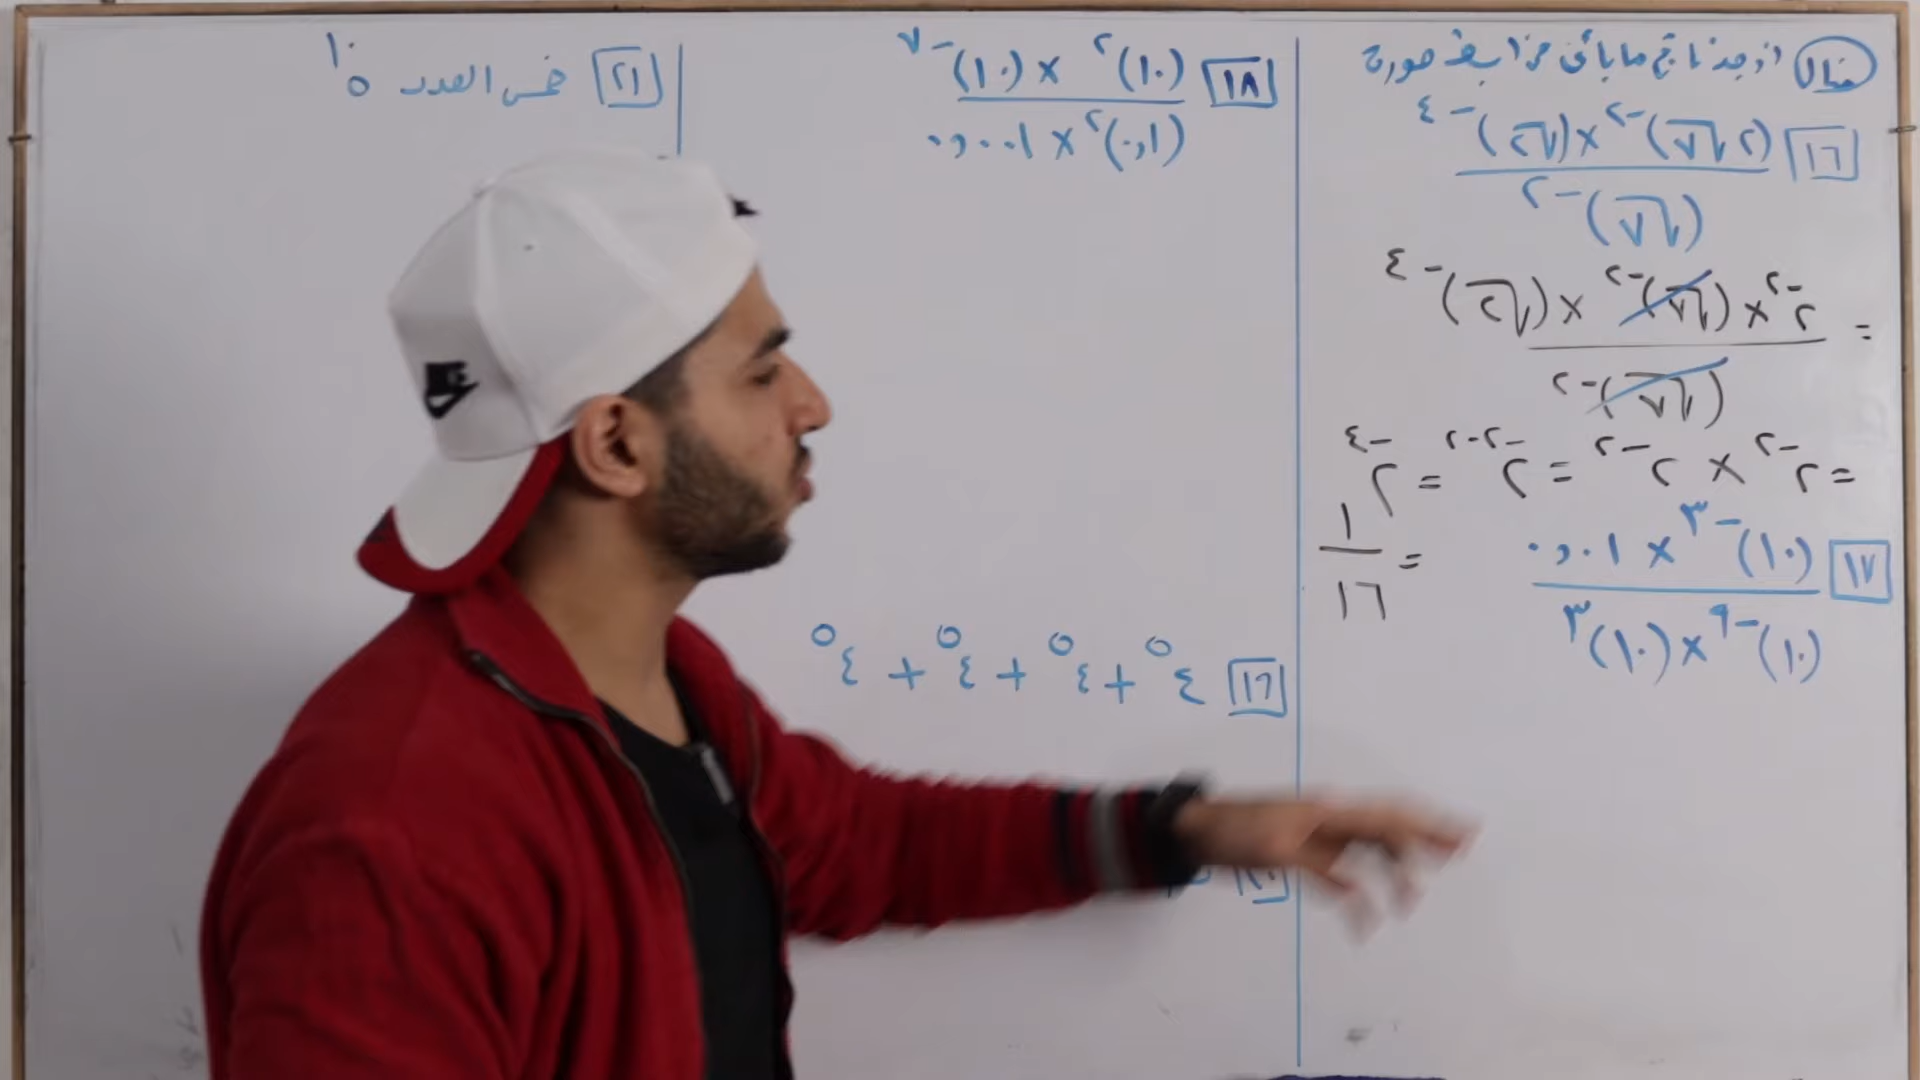 مثال أوجد ناتج ما يأتي في أبسط صورة
١٦ (٢√٧)^-٢ × (√٢)^-٤
(√٧)^-٢
= ٢^-٢ × (√٧)^-٢ × (√٢)^-٤
(√٧)^-٢
= ٢^-٢ × ٢^-٢ = ٢^-٢-٢ = ٢^-٤
= ١/١٦
١٧ (١٠)^-٣ × ٠,٠١
(١٠)^-٩ × (١٠)^٣
١٨ (١٠)^٢ × (١٠)^-٧
(٠,١)^٢ × ٠,٠٠١
١٩ ٤^٥ + ٤^٥ + ٤^٥ + ٤^٥
٢١ خمس العدد ٥^١٠